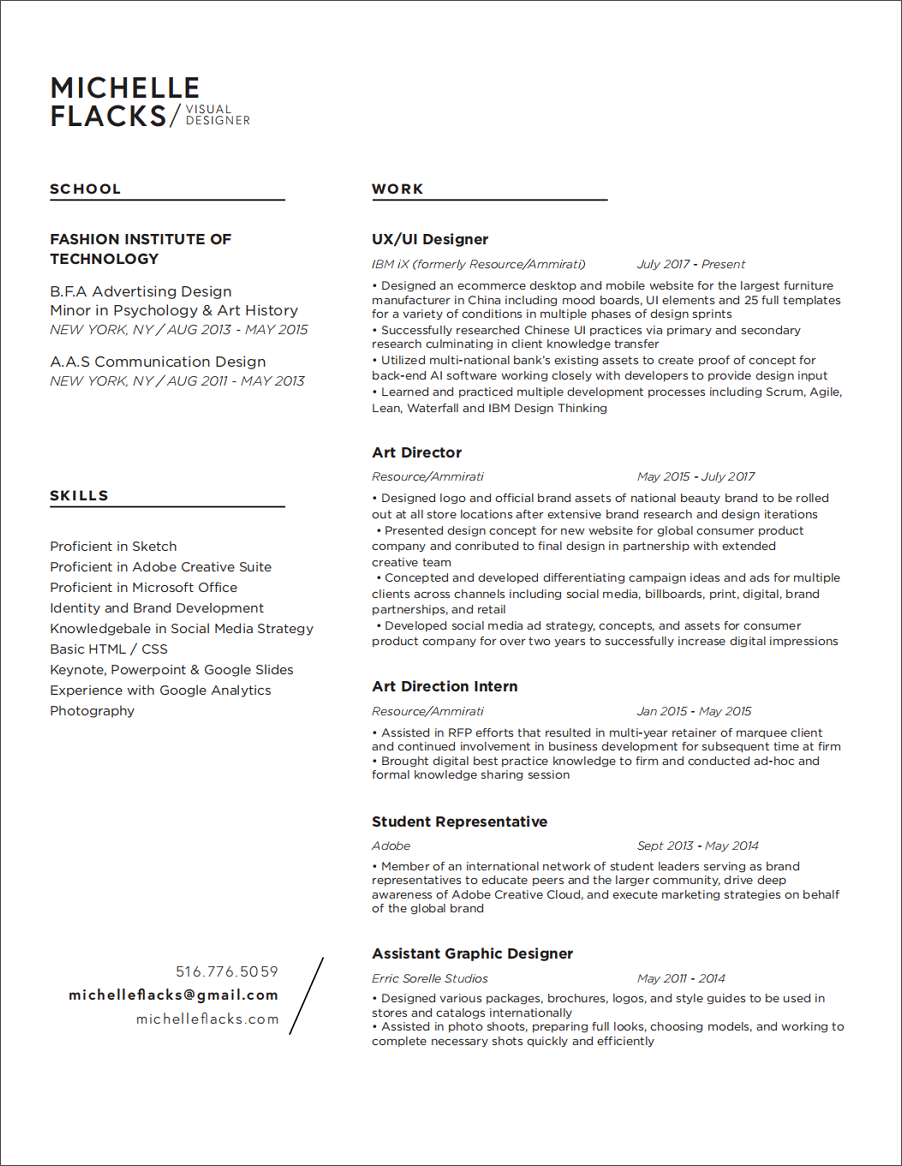 MICHELLE
FLACKS/ VISUAL
DESIGNER
SCHOOL
FASHION INSTITUTE OF
TECHNOLOGY
B.F.A Advertising Design
Minor in Psychology & Art History
NEW YORK, NY / AUG 2013 - MAY 2015
A.A.S Communication Design
NEW YORK, NY / AUG 2011 - MAY 2013
SKILLS
Proficient in Sketch
Proficient in Adobe Creative Suite
Proficient in Microsoft Office
Identity and Brand Development
Knowledgebale in Social Media Strategy
Basic HTML / CSS
Keynote, Powerpoint & Google Slides
Experience with Google Analytics
Photography
516.776.5059
michelleflacks@gmail.com
michelleflacks.com
WORK
UX/UI Designer
IBM iX (formerly Resource/Ammirati) July 2017 - Present
• Designed an ecommerce desktop and mobile website for the largest furniture
manufacturer in China including mood boards, UI elements and 25 full templates
for a variety of conditions in multiple phases of design sprints
• Successfully researched Chinese UI practices via primary and secondary
research culminating in client knowledge transfer
• Utilized multi-national bank's existing assets to create proof of concept for
back-end AI software working closely with developers to provide design input
• Learned and practiced multiple development processes including Scrum, Agile,
Lean, Waterfall and IBM Design Thinking
Art Director
Resource/Ammirati May 2015 - July 2017
• Designed logo and official brand assets of national beauty brand to be rolled
out at all store locations after extensive brand research and design iterations
• Presented design concept for new website for global consumer product
company and conributed to final design in partnership with extended
creative team
• Concepted and developed differentiating campaign ideas and ads for multiple
clients across channels including social media, billboards, print, digital, brand
partnerships, and retail
• Developed social media ad strategy, concepts, and assets for consumer
product company for over two years to successfully increase digital impressions
Art Direction Intern
Resource/Ammirati Jan 2015 - May 2015
• Assisted in RFP efforts that resulted in multi-year retainer of marquee client
and continued involvement in business development for subsequent time at firm
• Brought digital best practice knowledge to firm and conducted ad-hoc and
formal knowledge sharing session
Student Representative
Adobe Sept 2013 - May 2014
• Member of an international network of student leaders serving as brand
representatives to educate peers and the larger community, drive deep
awareness of Adobe Creative Cloud, and execute marketing strategies on behalf
of the global brand
Assistant Graphic Designer
Erric Sorelle Studios May 2011 - 2014
• Designed various packages, brochures, logos, and style guides to be used in
stores and catalogs internationally
• Assisted in photo shoots, preparing full looks, choosing models, and working to
complete necessary shots quickly and efficiently